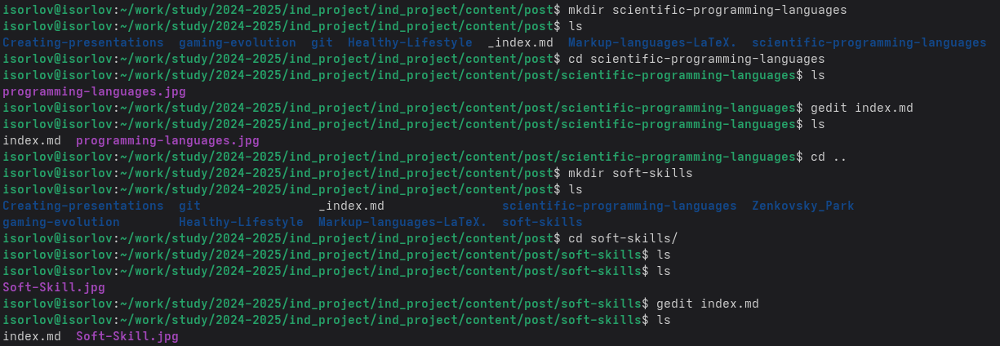 isorlov@isorlov:~/work/study/2024-2025/ind_project/ind_project/content/post$ mkdir scientific-programming-languages
isorlov@isorlov:~/work/study/2024-2025/ind_project/ind_project/content/post$ ls
Creating-presentations  gaming-evolution  git  Healthy-Lifestyle  _index.md  Markup-languages-LaTeX.  scientific-programming-languages
isorlov@isorlov:~/work/study/2024-2025/ind_project/ind_project/content/post$ cd scientific-programming-languages
isorlov@isorlov:~/work/study/2024-2025/ind_project/ind_project/content/post/scientific-programming-languages$ ls
programming-languages.jpg
isorlov@isorlov:~/work/study/2024-2025/ind_project/ind_project/content/post/scientific-programming-languages$ gedit index.md
isorlov@isorlov:~/work/study/2024-2025/ind_project/ind_project/content/post/scientific-programming-languages$ ls
index.md  programming-languages.jpg
isorlov@isorlov:~/work/study/2024-2025/ind_project/ind_project/content/post/scientific-programming-languages$ cd ..
isorlov@isorlov:~/work/study/2024-2025/ind_project/ind_project/content/post$ mkdir soft-skills
isorlov@isorlov:~/work/study/2024-2025/ind_project/ind_project/content/post$ ls
Creating-presentations  git                _index.md                scientific-programming-languages  Zenkovsky_Park
gaming-evolution        Healthy-Lifestyle  Markup-languages-LaTeX.  soft-skills
isorlov@isorlov:~/work/study/2024-2025/ind_project/ind_project/content/post$ cd soft-skills/
isorlov@isorlov:~/work/study/2024-2025/ind_project/ind_project/content/post/soft-skills$ ls
isorlov@isorlov:~/work/study/2024-2025/ind_project/ind_project/content/post/soft-skills$ ls
Soft-Skill.jpg
isorlov@isorlov:~/work/study/2024-2025/ind_project/ind_project/content/post/soft-skills$ gedit index.md
isorlov@isorlov:~/work/study/2024-2025/ind_project/ind_project/content/post/soft-skills$ ls
index.md  Soft-Skill.jpg